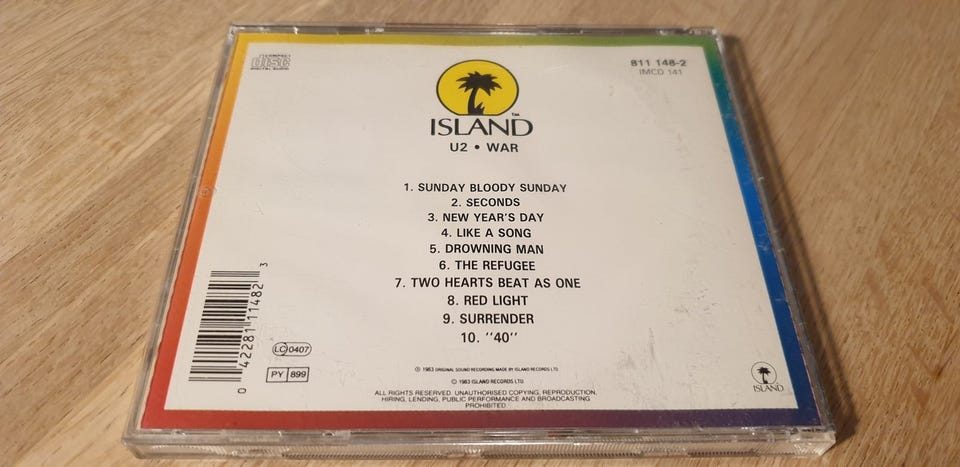 COMPACT
disc
DIGITAL AUDIO
811 148-2
IMCD 141
ISLAND™
U2 • WAR
1. SUNDAY BLOODY SUNDAY
2. SECONDS
3. NEW YEAR'S DAY
4. LIKE A SONG
5. DROWNING MAN
6. THE REFUGEE
7. TWO HEARTS BEAT AS ONE
8. RED LIGHT
9. SURRENDER
10. "40"
0 42281 11482 3
LC 0407
PY 899
℗ 1983 ORIGINAL SOUND RECORDING MADE BY ISLAND RECORDS LTD.
© 1983 ISLAND RECORDS LTD.
ALL RIGHTS RESERVED. UNAUTHORISED COPYING, REPRODUCTION,
HIRING, LENDING, PUBLIC PERFORMANCE AND BROADCASTING
PROHIBITED.
ISLAND